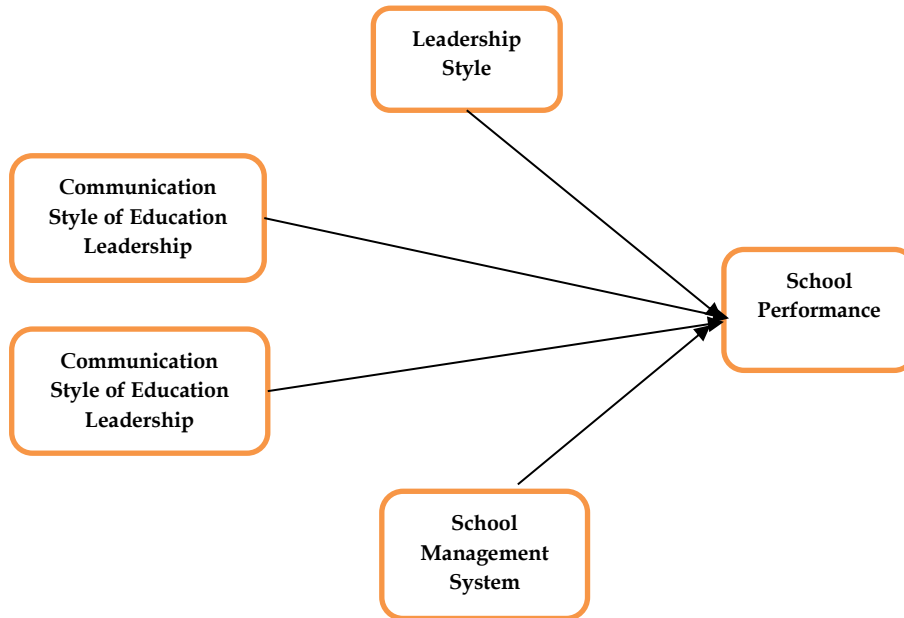 Leadership
Style
Communication
Style of Education
Leadership
School
Performance
Communication
Style of Education
Leadership
School
Management
System